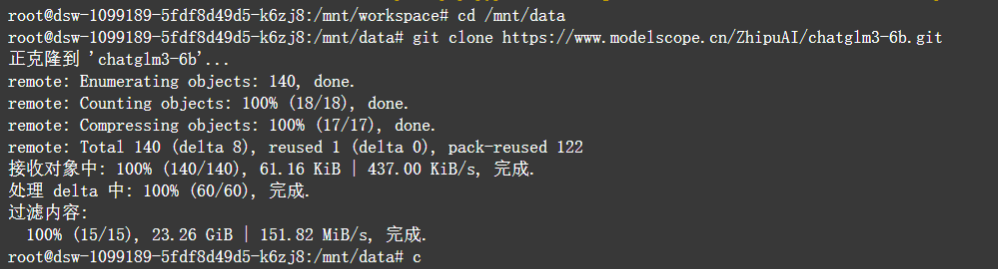 root@dsw-1099189-5fdf8d49d5-k6zj8:/mnt/workspace# cd /mnt/data
root@dsw-1099189-5fdf8d49d5-k6zj8:/mnt/data# git clone https://www.modelscope.cn/ZhipuAI/chatglm3-6b.git
正克隆到 'chatglm3-6b'...
remote: Enumerating objects: 140, done.
remote: Counting objects: 100% (18/18), done.
remote: Compressing objects: 100% (17/17), done.
remote: Total 140 (delta 8), reused 1 (delta 0), pack-reused 122
接收对象中: 100% (140/140), 61.16 KiB | 437.00 KiB/s, 完成.
处理 delta 中: 100% (60/60), 完成.
过滤内容:
100% (15/15), 23.26 GiB | 151.82 MiB/s, 完成.
root@dsw-1099189-5fdf8d49d5-k6zj8:/mnt/data# c